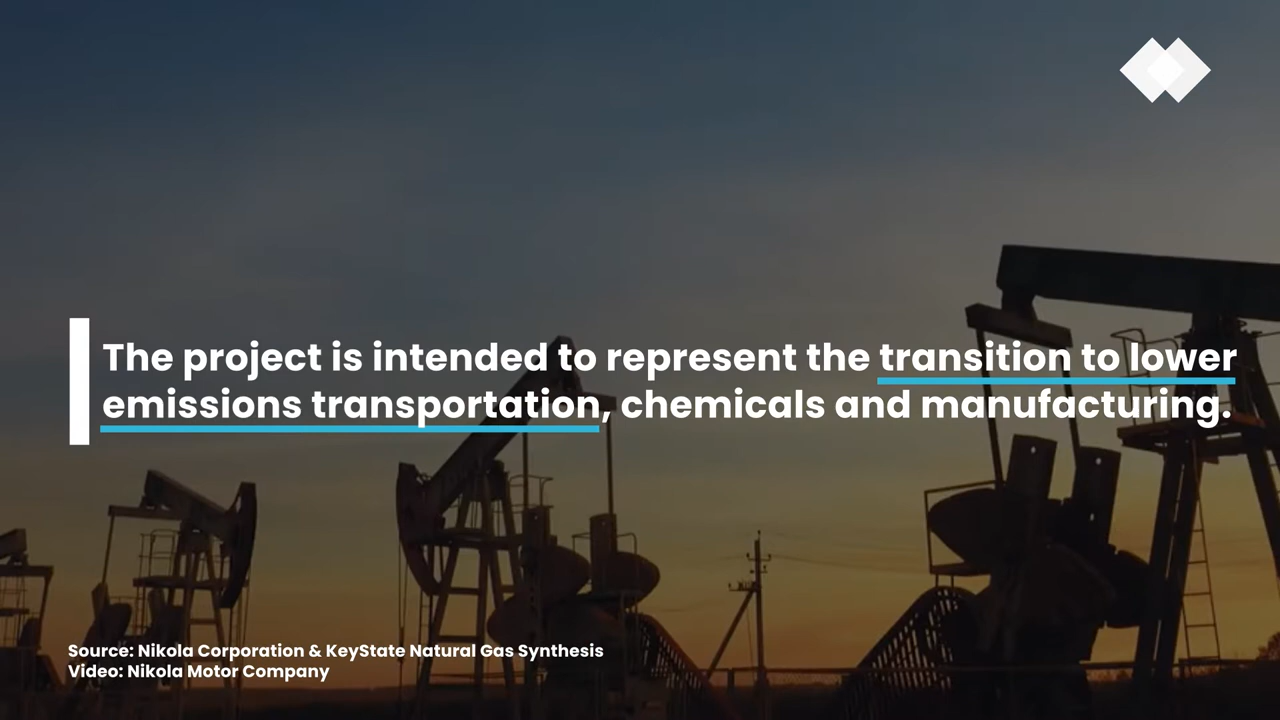 The project is intended to represent the transition to lower
emissions transportation, chemicals and manufacturing.
Source: Nikola Corporation & KeyState Natural Gas Synthesis
Video: Nikola Motor Company